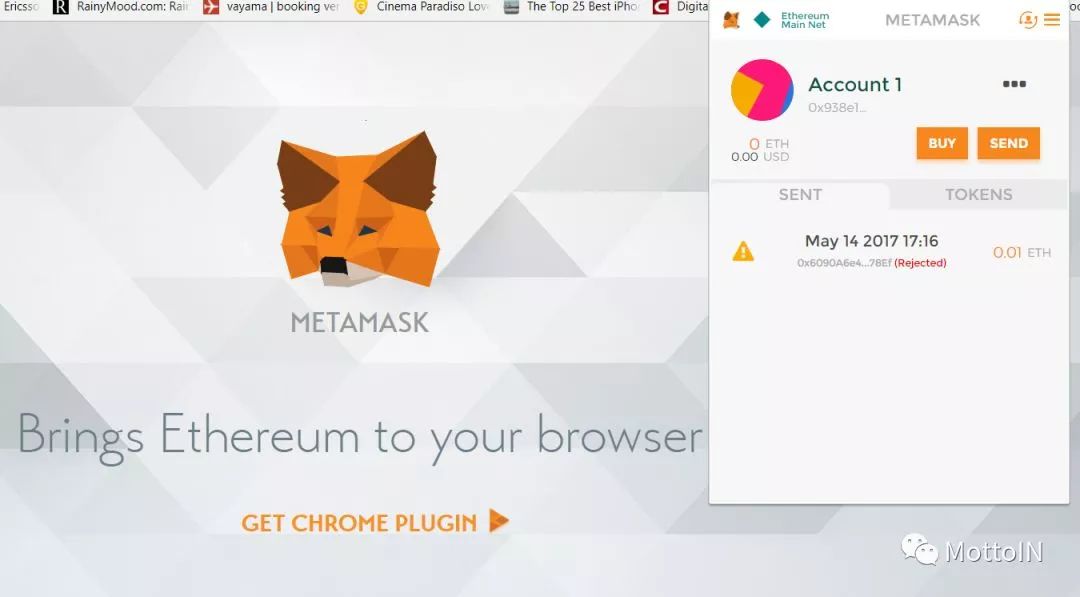 Ericsso
R
RainyMood.com: Rai
vayama | booking ver
Cinema Paradiso Lov
The Top 25 Best iPho
C
Digita
Ethereum
Main Net
METAMASK
Account 1
0x938e1...
0 ETH
0.00 USD
BUY
SEND
SENT
TOKENS
May 14 2017 17:16
0x6090A6e4...78Ef (Rejected)
0.01 ETH
METAMASK
Brings Ethereum to your browser
GET CHROME PLUGIN
MottoIN